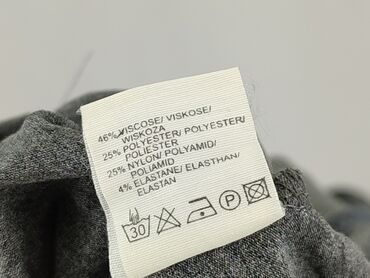 46% VISCOSE/ VISKOSE/
WISKOZA
25% POLYESTER/ POLYESTER/
POLIESTER
25% NYLON/ POLYAMID/
POLIAMID
4% ELASTANE/ ELASTHAN/
ELASTAN
30 P